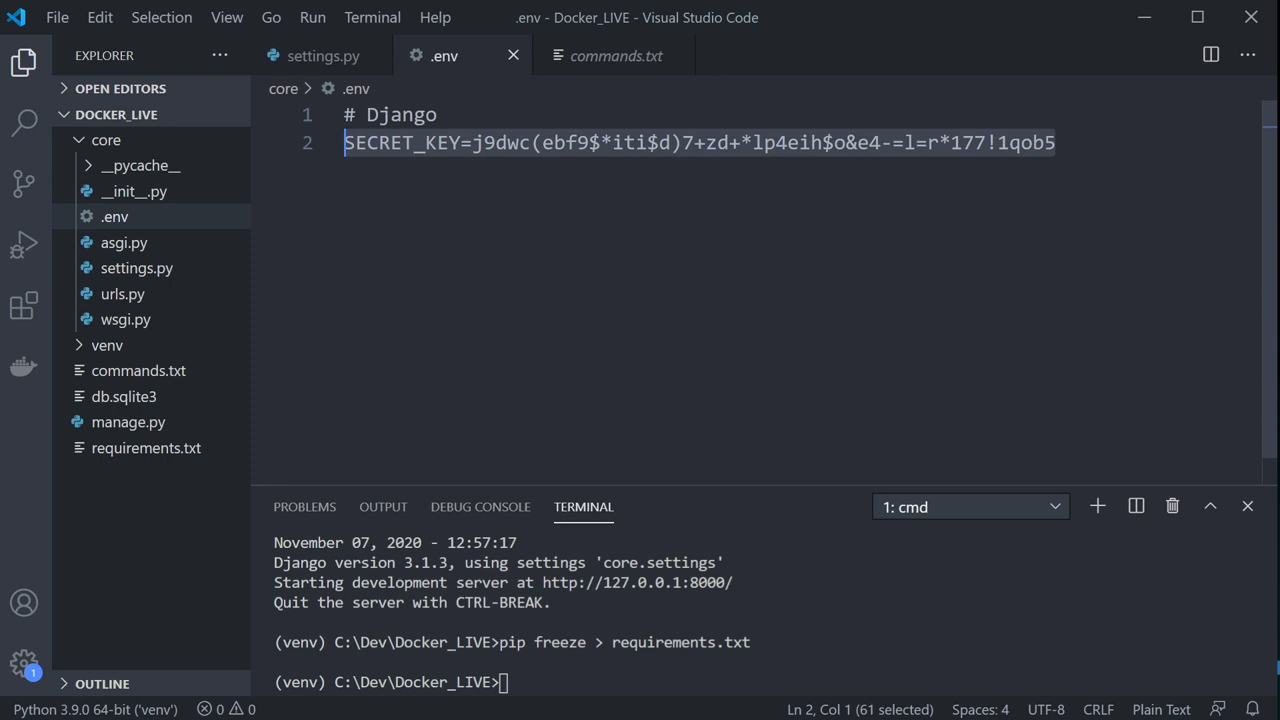 File Edit Selection View Go Run Terminal Help .env - Docker_LIVE - Visual Studio Code
EXPLORER ··· settings.py .env commands.txt ···
OPEN EDITORS
DOCKER_LIVE
core
__pycache__
__init__.py
.env
asgi.py
settings.py
urls.py
wsgi.py
venv
commands.txt
db.sqlite3
manage.py
requirements.txt
OUTLINE
core > .env
1 # Django
2 SECRET_KEY=j9dwc(ebf9$*iti$d)7+zd+*lp4eih$o&e4-=l=r*177!1qob5
PROBLEMS OUTPUT DEBUG CONSOLE TERMINAL 1: cmd
November 07, 2020 - 12:57:17
Django version 3.1.3, using settings 'core.settings'
Starting development server at http://127.0.0.1:8000/
Quit the server with CTRL-BREAK.
(venv) C:\Dev\Docker_LIVE>pip freeze > requirements.txt
(venv) C:\Dev\Docker_LIVE>
1
Python 3.9.0 64-bit ('venv') 0 0 Ln 2, Col 1 (61 selected) Spaces: 4 UTF-8 CRLF Plain Text